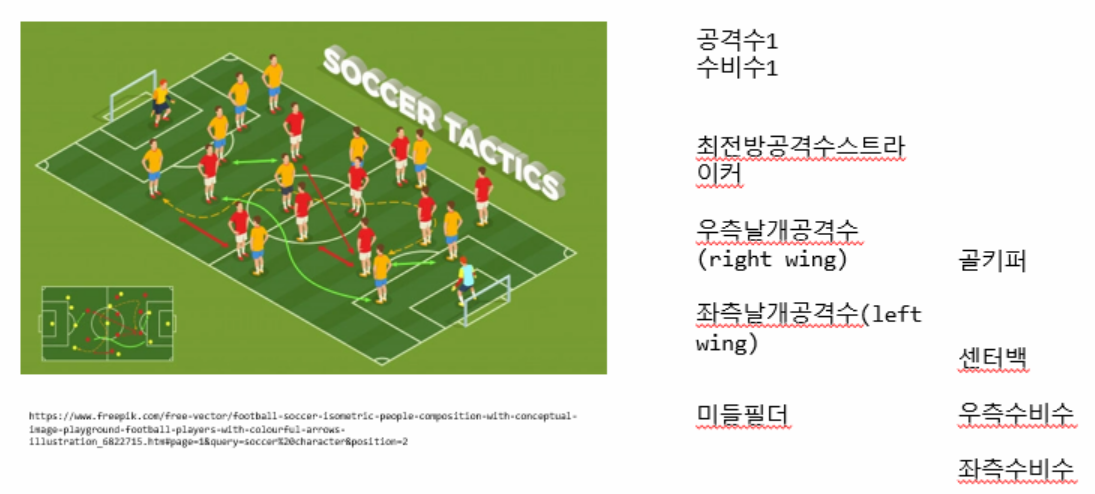 SOCCER TACTICS
https://www.freepik.com/free-vector/football-soccer-isometric-people-composition-with-conceptual-
image-playground-football-players-with-colourful-arrows-
illustration_6822715.htm#page=1&query=soccer%20character&position=2
공격수1
수비수1
최전방공격수스트라
이커
우측날개공격수
(right wing)
좌측날개공격수(left
wing)
미들필더
골키퍼
센터백
우측수비수
좌측수비수